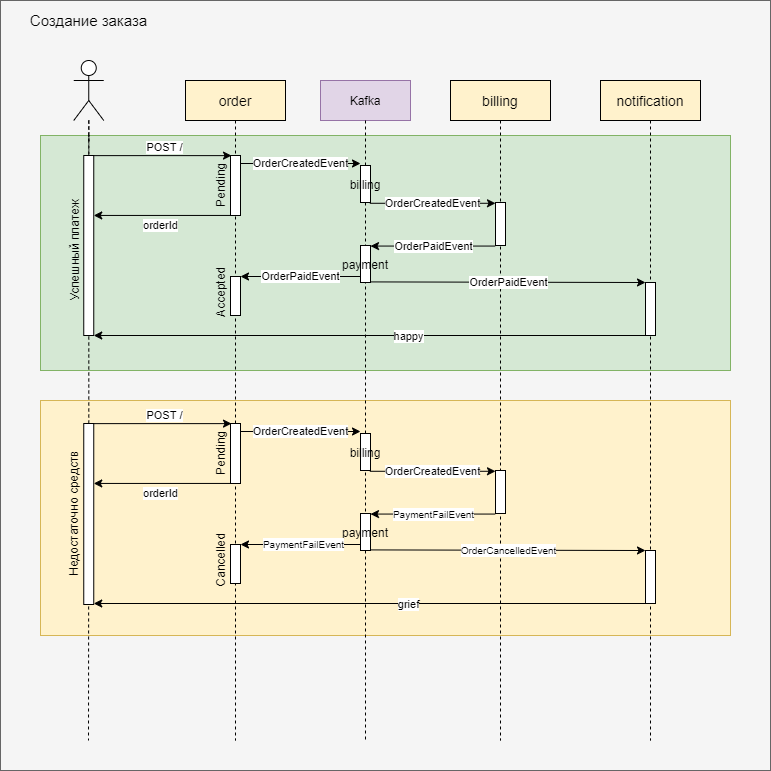 Создание заказа
order
Kafka
billing
notification
Успешный платеж
POST /
Pending
OrderCreatedEvent
billing
OrderCreatedEvent
orderId
OrderPaidEvent
payment
Accepted
OrderPaidEvent
OrderPaidEvent
happy
Недостаточно средств
POST /
Pending
OrderCreatedEvent
billing
OrderCreatedEvent
orderId
PaymentFailEvent
payment
Cancelled
PaymentFailEvent
OrderCancelledEvent
grief